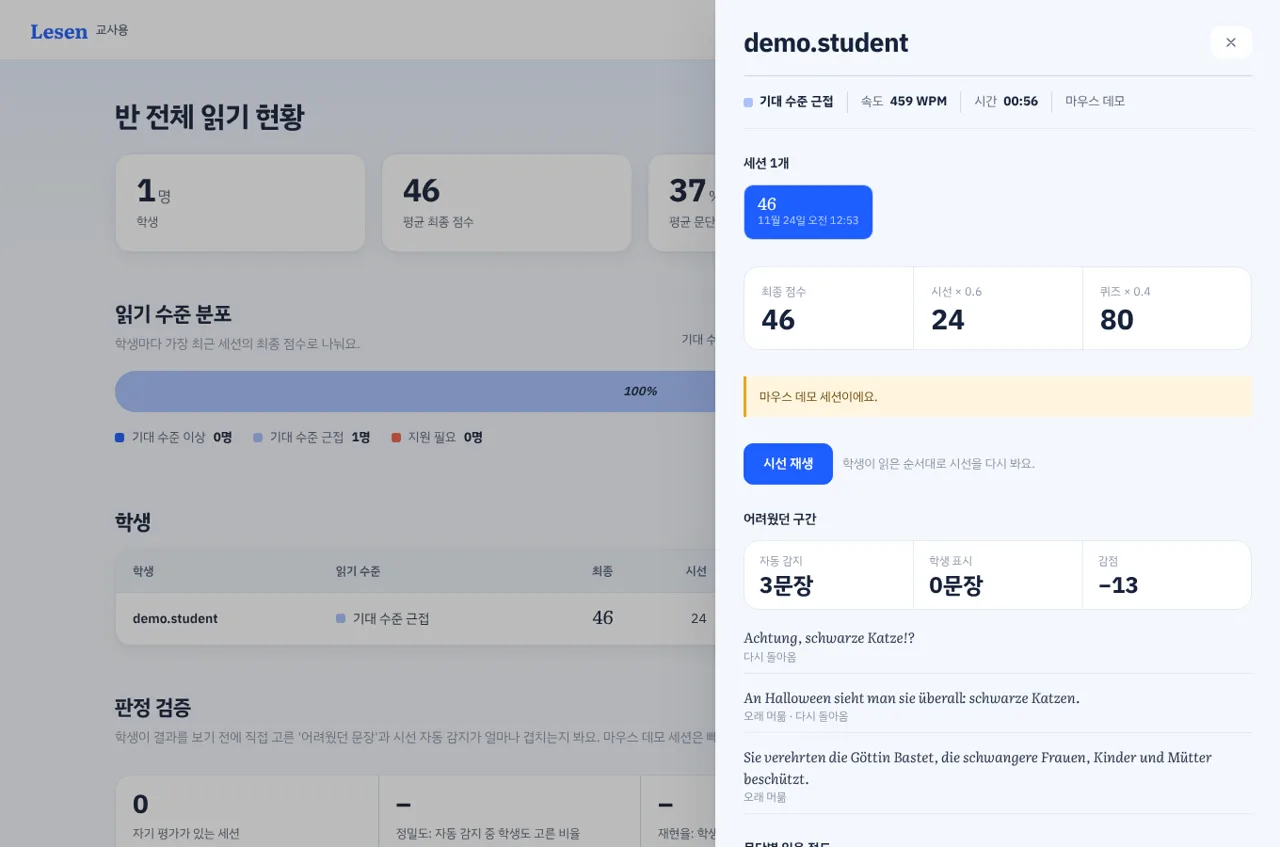 Lesen 교사용
반 전체 읽기 현황
1명
학생
46
평균 최종 점수
37
평균 문단
읽기 수준 분포
학생마다 가장 최근 세션의 최종 점수로 나눠요.
기대 수
100%
기대 수준 이상 0명 기대 수준 근접 1명 지원 필요 0명
학생
학생 읽기 수준 최종 시선
demo.student 기대 수준 근접 46 24
판정 검증
학생이 결과를 보기 전에 직접 고른 '어려웠던 문장'과 시선 자동 감지가 얼마나 겹치는지 봐요. 마우스 데모 세션은
0
자기 평가가 있는 세션
–
정밀도: 자동 감지 중 학생도 고른 비율
–
재현율: 학생
demo.student
×
기대 수준 근접 속도 459 WPM 시간 00:56 마우스 데모
세션 1개
46
11월 24일 오전 12:53
최종 점수
46
시선 × 0.6
24
퀴즈 × 0.4
80
마우스 데모 세션이에요.
시선 재생 학생이 읽은 순서대로 시선을 다시 봐요.
어려웠던 구간
자동 감지
3문장
학생 표시
0문장
감점
−13
Achtung, schwarze Katze!?
다시 돌아옴
An Halloween sieht man sie überall: schwarze Katzen.
오래 머묾 · 다시 돌아옴
Sie verehrten die Göttin Bastet, die schwangere Frauen, Kinder und Mütter
beschützt.
오래 머묾